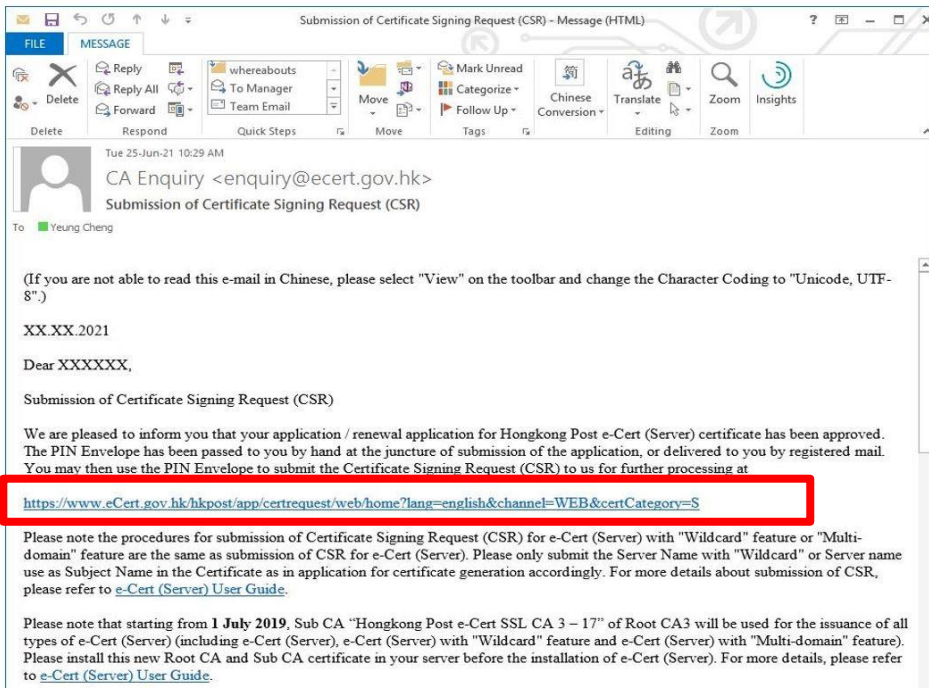 Submission of Certificate Signing Request (CSR) - Message (HTML)
FILE MESSAGE
Delete
Reply
Reply All
Forward
whereabouts
To Manager
Team Email
Move
Mark Unread
Categorize
Follow Up
简
Chinese Conversion
Translate
Zoom
Insights
Delete Respond Quick Steps Move Tags Editing Zoom
Tue 25-Jun-21 10:29 AM
CA Enquiry <enquiry@ecert.gov.hk>
Submission of Certificate Signing Request (CSR)
To Yeung Cheng
(If you are not able to read this e-mail in Chinese, please select "View" on the toolbar and change the Character Coding to "Unicode, UTF-
8".)
XX.XX.2021
Dear XXXXXX,
Submission of Certificate Signing Request (CSR)
We are pleased to inform you that your application / renewal application for Hongkong Post e-Cert (Server) certificate has been approved.
The PIN Envelope has been passed to you by hand at the juncture of submission of the application, or delivered to you by registered mail.
You may then use the PIN Envelope to submit the Certificate Signing Request (CSR) to us for further processing at
https://www.eCert.gov.hk/hkpost/app/certrequest/web/home?lang=english&channel=WEB&certCategory=S
Please note the procedures for submission of Certificate Signing Request (CSR) for e-Cert (Server) with "Wildcard" feature or "Multi-
domain" feature are the same as submission of CSR for e-Cert (Server). Please only submit the Server Name with "Wildcard" or Server name
use as Subject Name in the Certificate as in application for certificate generation accordingly. For more details about submission of CSR,
please refer to e-Cert (Server) User Guide.
Please note that starting from 1 July 2019, Sub CA “Hongkong Post e-Cert SSL CA 3 – 17” of Root CA3 will be used for the issuance of all
types of e-Cert (Server) (including e-Cert (Server), e-Cert (Server) with "Wildcard" feature and e-Cert (Server) with "Multi-domain" feature).
Please install this new Root CA and Sub CA certificate in your server before the installation of e-Cert (Server). For more details, please refer
to e-Cert (Server) User Guide.